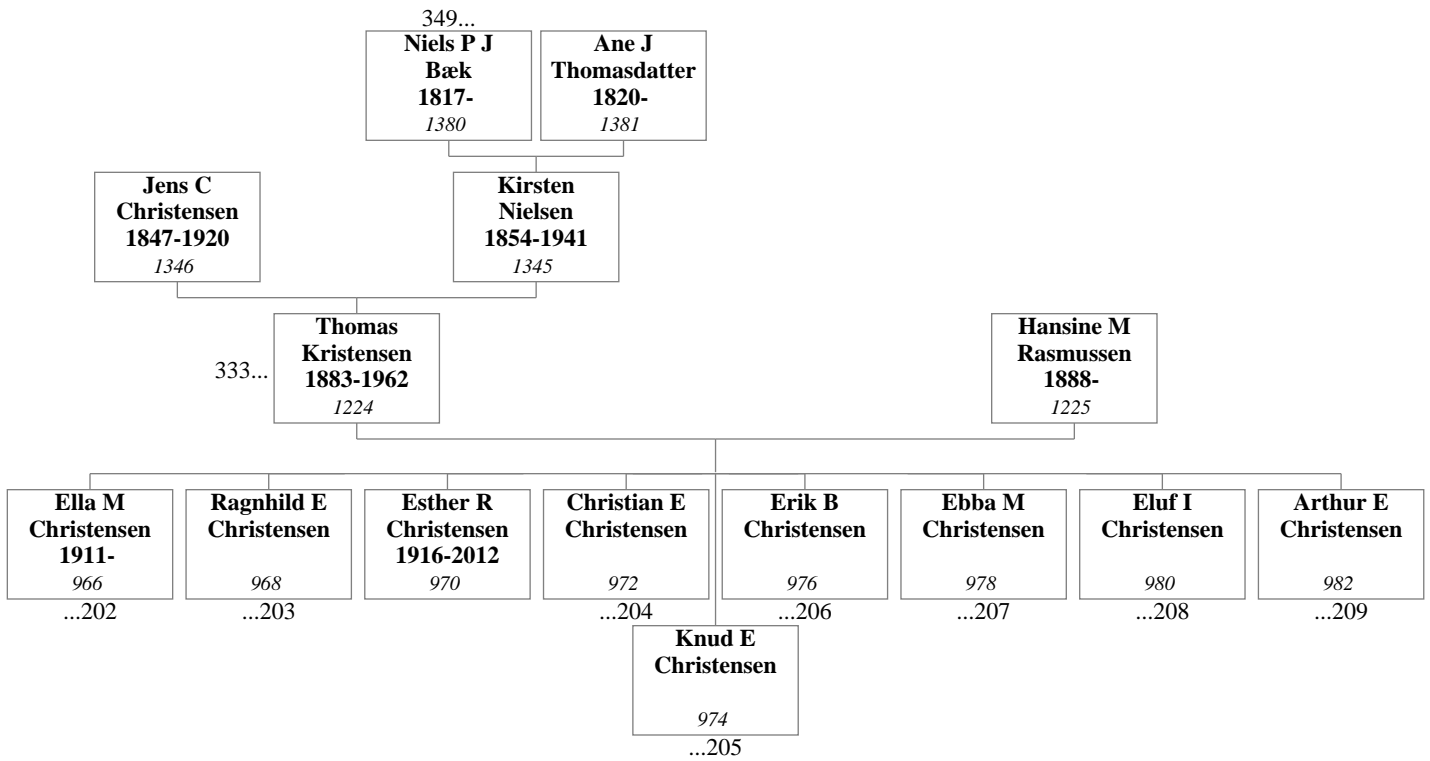 349...
Niels P J
Bæk
1817-
1380
Ane J
Thomasdatter
1820-
1381
Jens C
Christensen
1847-1920
1346
Kirsten
Nielsen
1854-1941
1345
333...
Thomas
Kristensen
1883-1962
1224
Hansine M
Rasmussen
1888-
1225
Ella M
Christensen
1911-
966
...202
Ragnhild E
Christensen
968
...203
Esther R
Christensen
1916-2012
970
Christian E
Christensen
972
...204
Erik B
Christensen
976
...206
Ebba M
Christensen
978
...207
Eluf I
Christensen
980
...208
Arthur E
Christensen
982
...209
Knud E
Christensen
974
...205